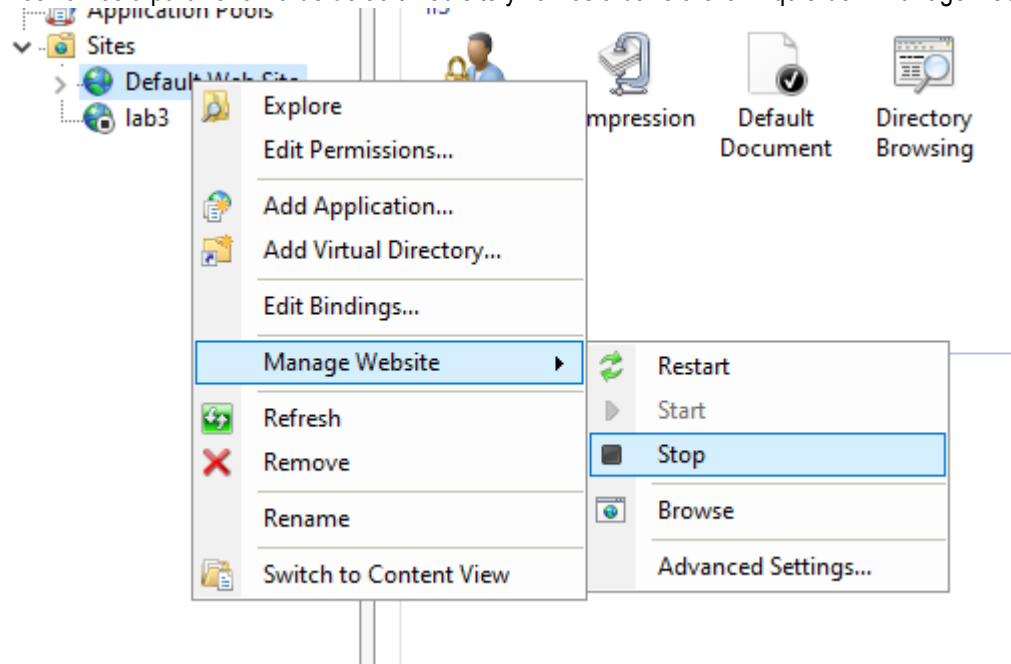 Application Pools
Sites
Default Web Site
lab3
Explore
Edit Permissions...
Add Application...
Add Virtual Directory...
Edit Bindings...
Manage Website
Refresh
Remove
Rename
Switch to Content View
Restart
Start
Stop
Browse
Advanced Settings...
mpression
Default
Document
Directory
Browsing